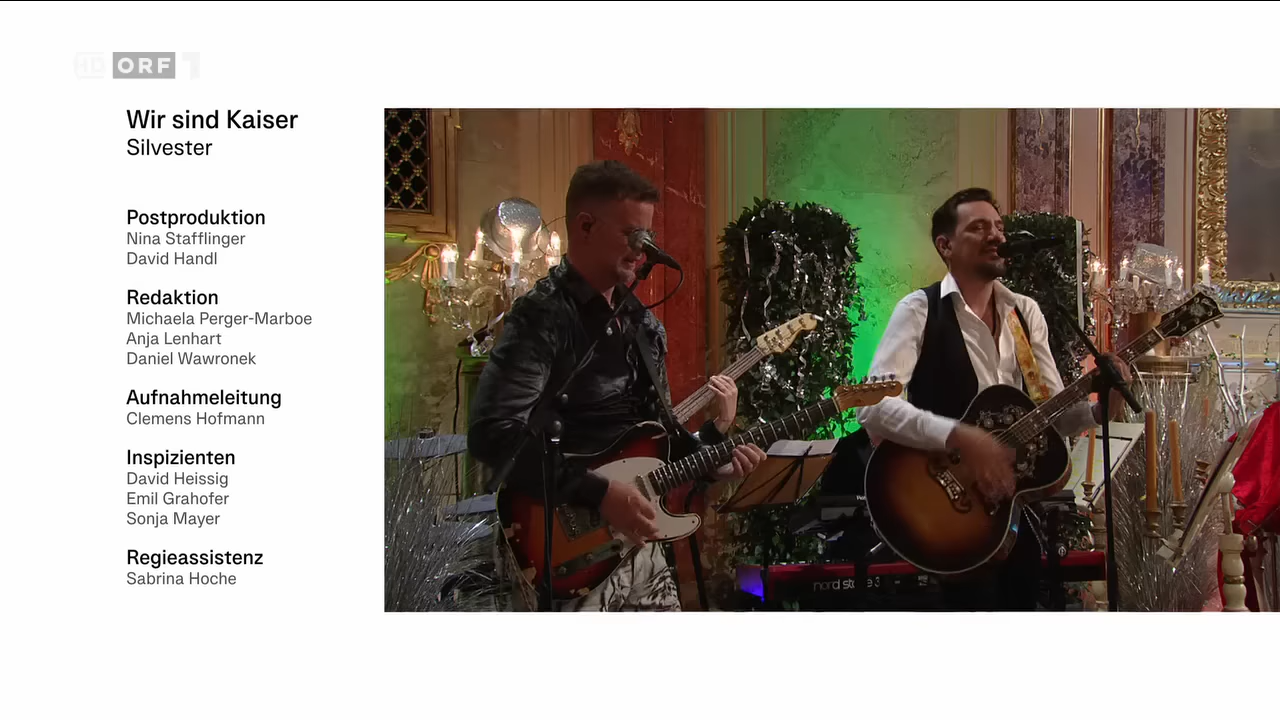 HD ORF 1
Wir sind Kaiser
Silvester
Postproduktion
Nina Stafflinger
David Handl
Redaktion
Michaela Perger-Marboe
Anja Lenhart
Daniel Wawronek
Aufnahmeleitung
Clemens Hofmann
Inspizienten
David Heissig
Emil Grahofer
Sonja Mayer
Regieassistenz
Sabrina Hoche
nord
3